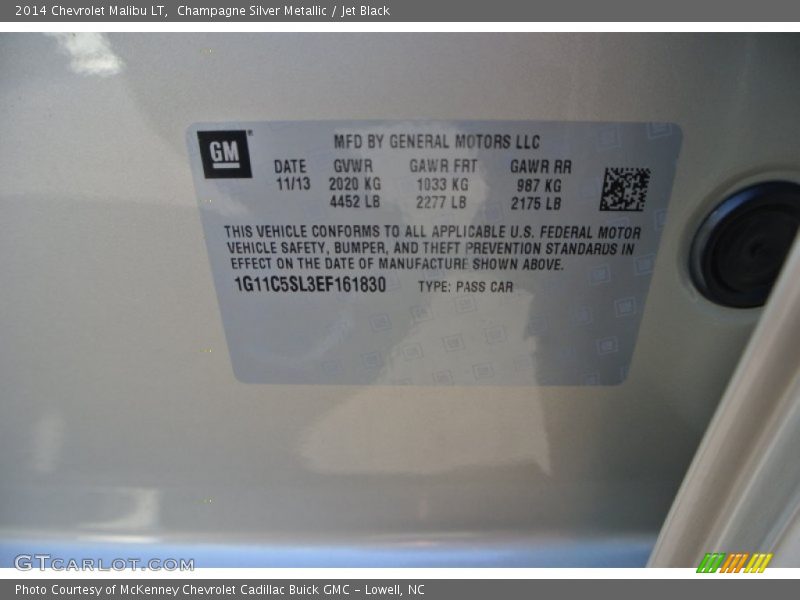 2014 Chevrolet Malibu LT,  Champagne Silver Metallic / Jet Black
GM®
MFD BY GENERAL MOTORS LLC
DATE GVWR GAWR FRT GAWR RR
11/13 2020 KG 1033 KG 987 KG
4452 LB 2277 LB 2175 LB
THIS VEHICLE CONFORMS TO ALL APPLICABLE U.S. FEDERAL MOTOR
VEHICLE SAFETY, BUMPER, AND THEFT PREVENTION STANDARDS IN
EFFECT ON THE DATE OF MANUFACTURE SHOWN ABOVE.
1G11C5SL3EF161830 TYPE: PASS CAR
GTCARLOT.COM
Photo Courtesy of McKenney Chevrolet Cadillac Buick GMC - Lowell, NC